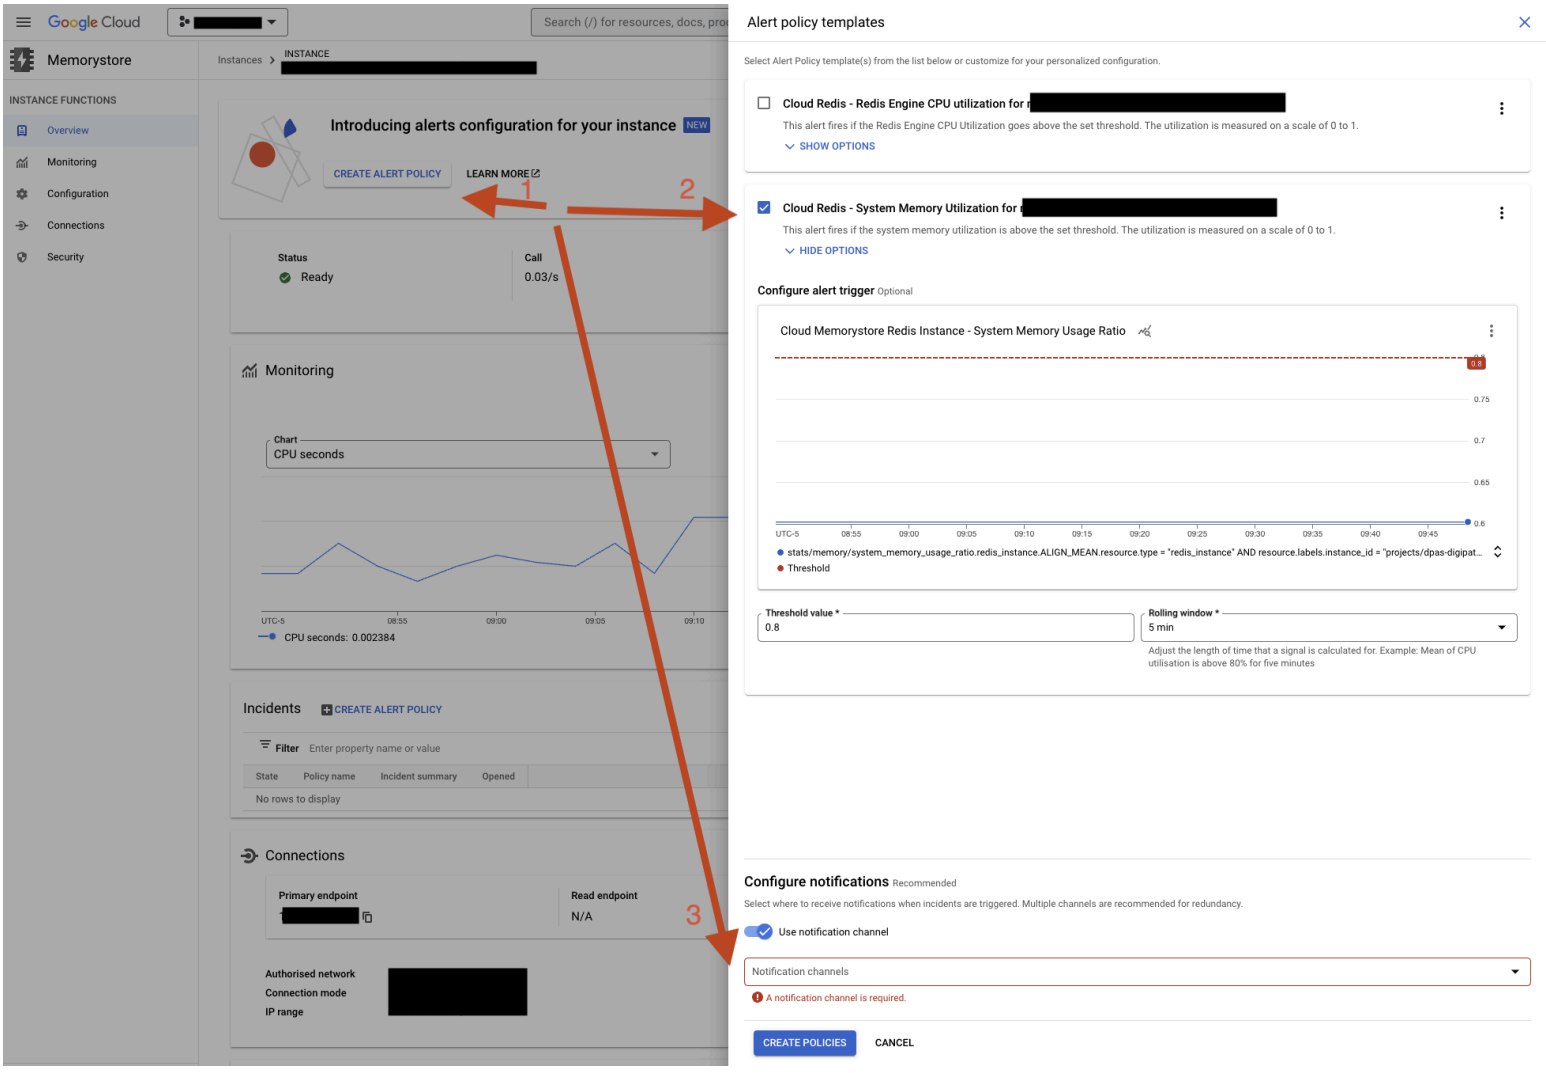 Google Cloud
Search (/) for resources, docs, pro
Memorystore
Instances
INSTANCE
INSTANCE FUNCTIONS
Overview
Monitoring
Configuration
Connections
Security
Introducing alerts configuration for your instance NEW
CREATE ALERT POLICY
LEARN MORE
1
2
Status
Ready
Call
0.03/s
Monitoring
Chart
CPU seconds
UTC-5 08:55 09:00 09:05 09:10
CPU seconds: 0.002384
Incidents
CREATE ALERT POLICY
Filter Enter property name or value
State Policy name Incident summary Opened
No rows to display
Connections
Primary endpoint
Read endpoint
N/A
3
Authorised network
Connection mode
IP range
Alert policy templates
Select Alert Policy template(s) from the list below or customize for your personalized configuration.
Cloud Redis - Redis Engine CPU utilization for
This alert fires if the Redis Engine CPU Utilization goes above the set threshold. The utilization is measured on a scale of 0 to 1.
SHOW OPTIONS
Cloud Redis - System Memory Utilization for
This alert fires if the system memory utilization is above the set threshold. The utilization is measured on a scale of 0 to 1.
HIDE OPTIONS
Configure alert trigger Optional
Cloud Memorystore Redis Instance - System Memory Usage Ratio
0.8
0.75
0.7
0.65
0.6
UTC-5 08:55 09:00 09:05 09:10 09:15 09:20 09:25 09:30 09:35 09:40 09:45
stats/memory/system_memory_usage_ratio.redis_instance.ALIGN_MEAN.resource.type = "redis_instance" AND resource.labels.instance_id = "projects/dpas-digipat...
Threshold
Threshold value *
0.8
Rolling window *
5 min
Adjust the length of time that a signal is calculated for. Example: Mean of CPU
utilisation is above 80% for five minutes
Configure notifications Recommended
Select where to receive notifications when incidents are triggered. Multiple channels are recommended for redundancy.
Use notification channel
Notification channels
A notification channel is required.
CREATE POLICIES
CANCEL